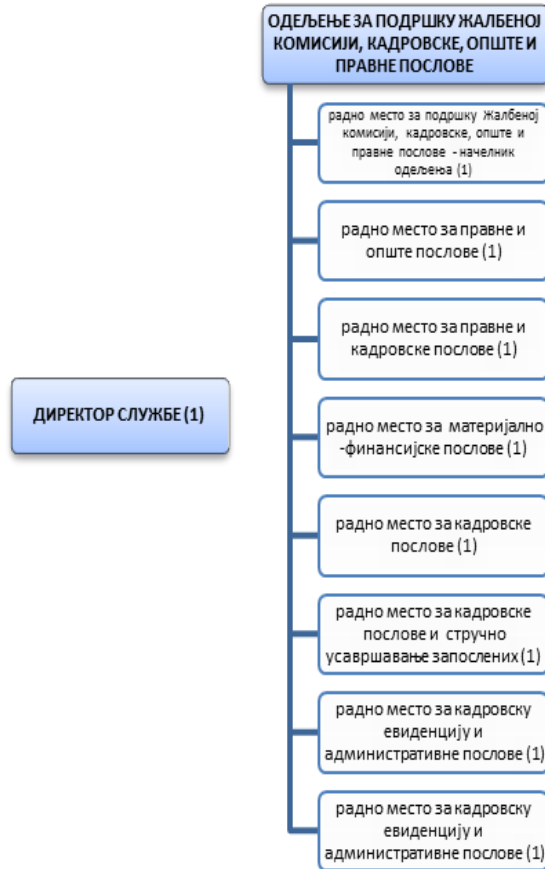 ОДЕЉЕЊЕ ЗА ПОДРШКУ ЖАЛБЕНОЈ
КОМИСИЈИ, КАДРОВСКЕ, ОПШТЕ И
ПРАВНЕ ПОСЛОВЕ
радно место за подршку Жалбеној
комисији, кадровске, опште и
правне послове - начелник
одељења (1)
радно место за правне и
опште послове (1)
радно место за правне и
кадровске послове (1)
ДИРЕКТОР СЛУЖБЕ (1)
радно место за материјално
-финансијске послове (1)
радно место за кадровске
послове (1)
радно место за кадровске
послове и стручно
усавршавање запослених (1)
радно место за кадровску
евиденцију и
административне послове (1)
радно место за кадровску
евиденцију и
административне послове (1)